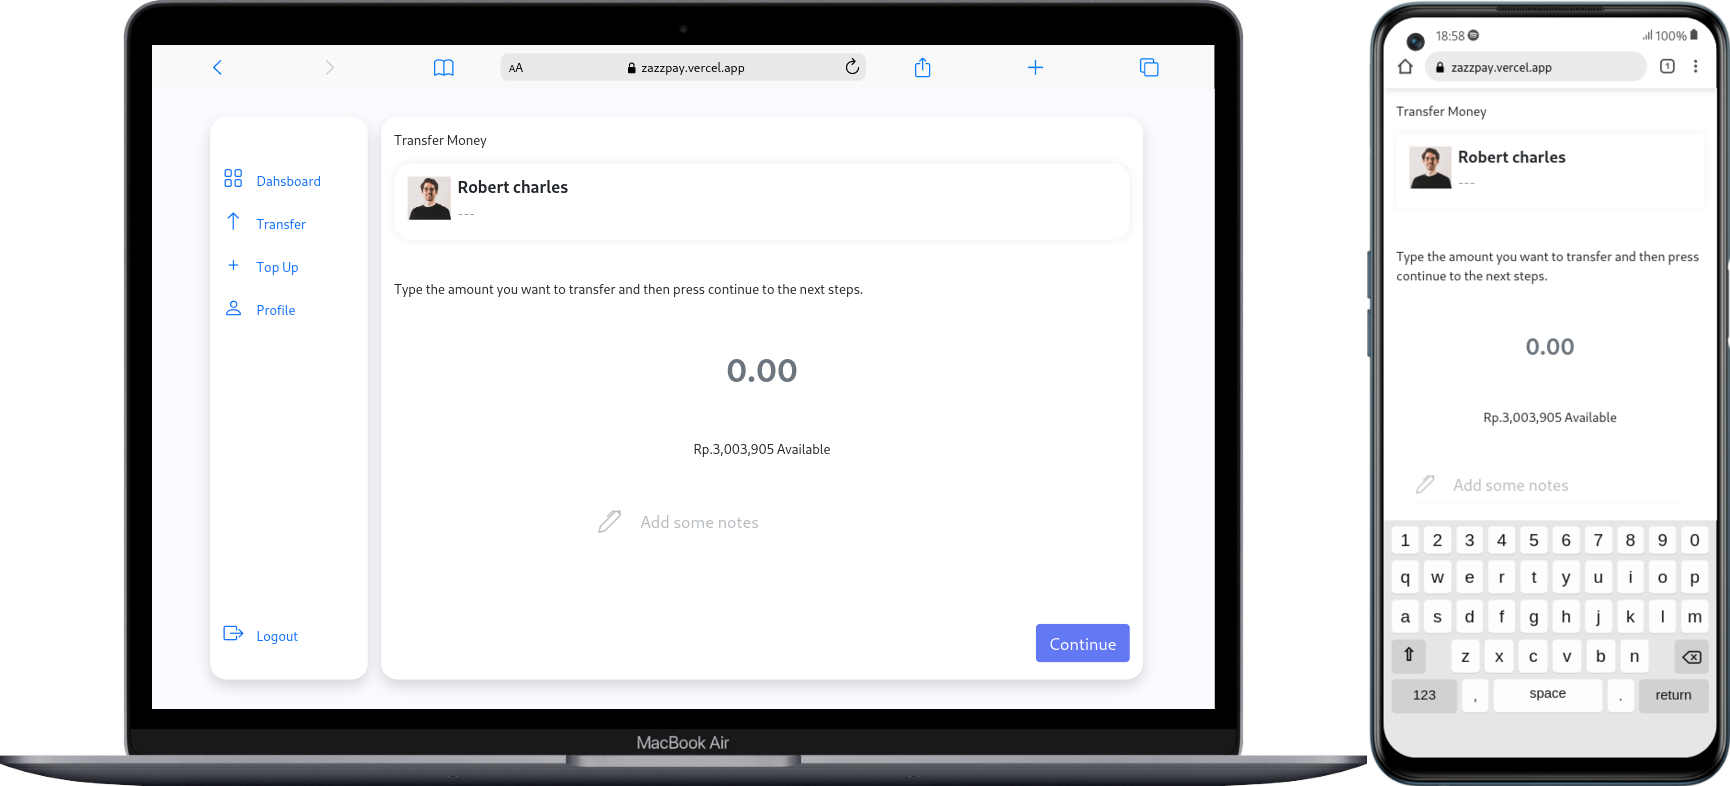 AA
zazzpay.vercel.app
Dahsboard
Transfer
Top Up
Profile
Logout
Transfer Money
Robert charles
---
Type the amount you want to transfer and then press continue to the next steps.
0.00
Rp.3,003,905 Available
Add some notes
Continue
MacBook Air
18:58
100%
zazzpay.vercel.app
1
Transfer Money
Robert charles
---
Type the amount you want to transfer and then press
continue to the next steps.
0.00
Rp.3,003,905 Available
Add some notes
1 2 3 4 5 6 7 8 9 0
q w e r t y u i o p
a s d f g h j k l m
z x c v b n
123 , space . return